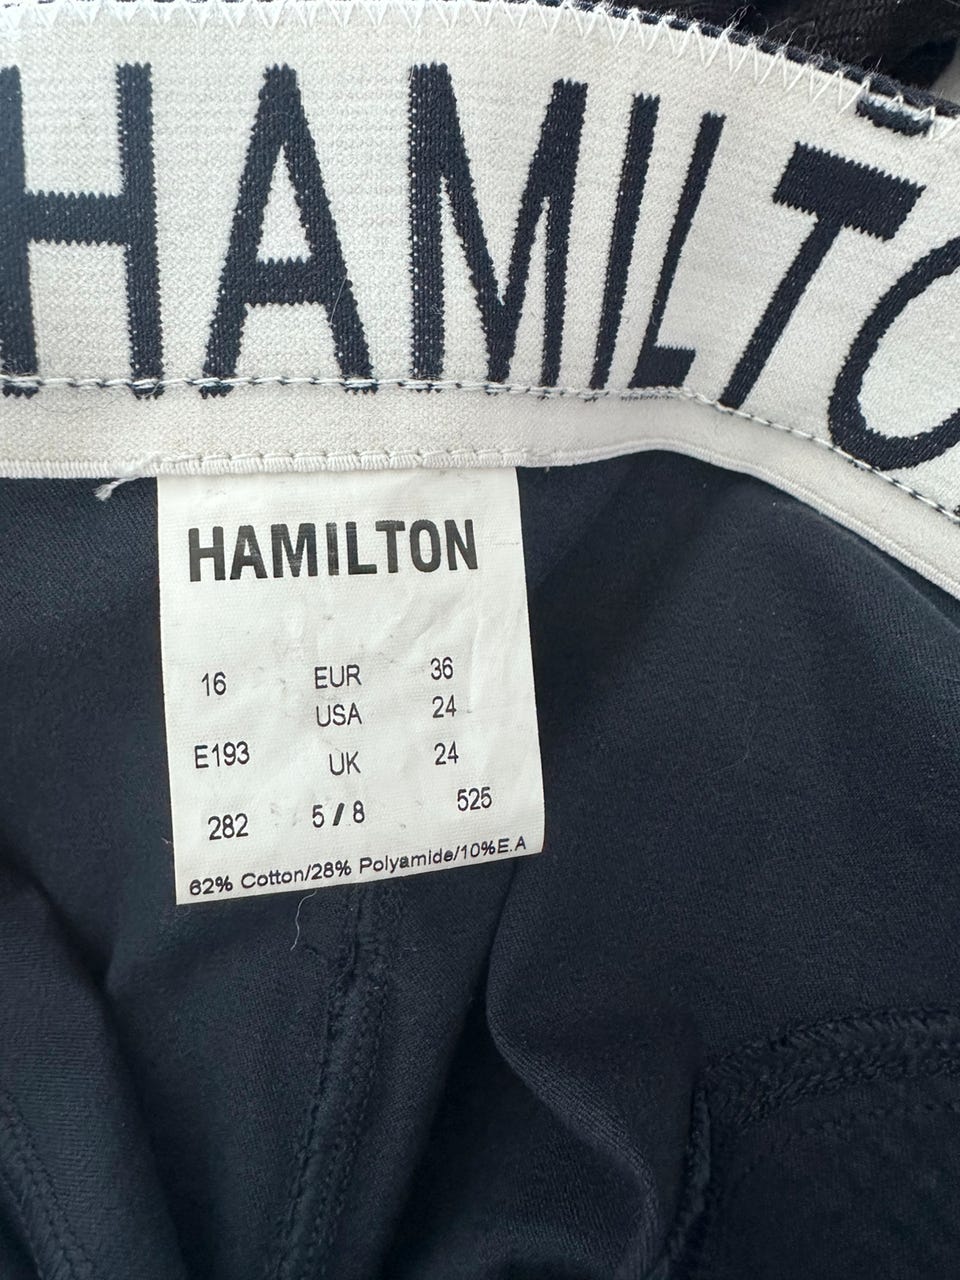 HAMILTO
HAMILTON
16 EUR 36
USA 24
E193 UK 24
282 5/8 525
62% Cotton/28% Polyamide/10%E.A